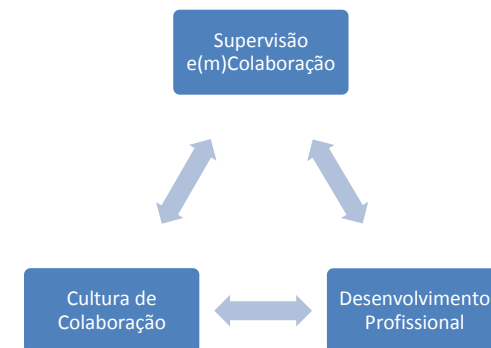 Supervisão
e(m)Colaboração
Cultura de
Colaboração
Desenvolvimento
Profissional